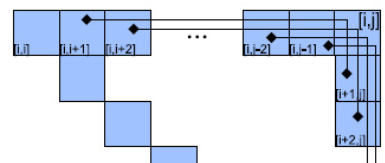 [i,j]
...
[i,i] [i,i+1] [i,i+2] [i,j-2] [i,j-1]
[i+1,j]
[i+2,j]